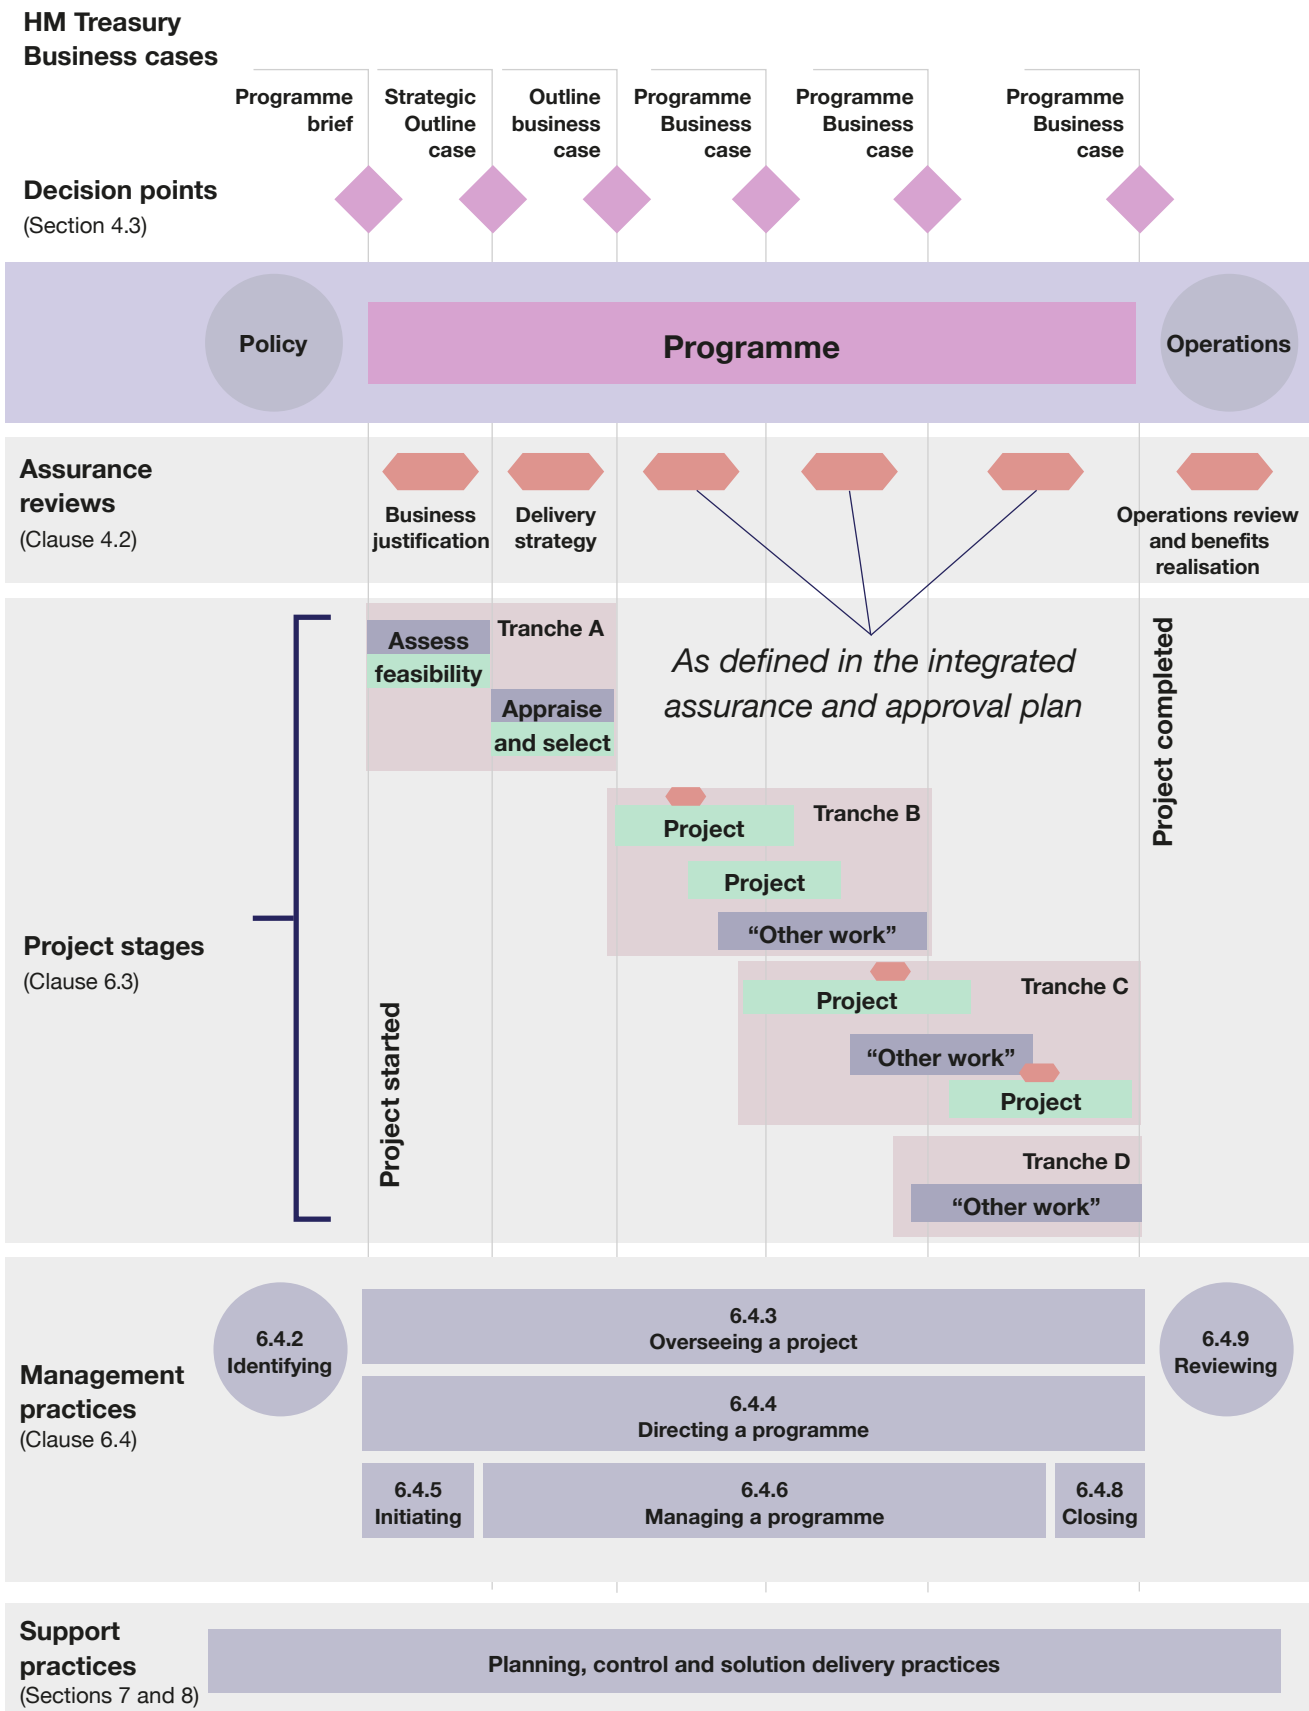 HM Treasury
Business cases
Programme
brief
Strategic
Outline
case
Outline
business
case
Programme
Business
case
Programme
Business
case
Programme
Business
case
Decision points
(Section 4.3)
Policy
Programme
Operations
Assurance
reviews
(Clause 4.2)
Business
justification
Delivery
strategy
Operations review
and benefits
realisation
Assess
feasibility
Tranche A
Appraise
and select
As defined in the integrated
assurance and approval plan
Project completed
Tranche B
Project
Project
“Other work”
Project stages
(Clause 6.3)
Project started
Tranche C
Project
“Other work”
Project
Tranche D
“Other work”
Management
practices
(Clause 6.4)
6.4.2
Identifying
6.4.3
Overseeing a project
6.4.9
Reviewing
6.4.4
Directing a programme
6.4.5
Initiating
6.4.6
Managing a programme
6.4.8
Closing
Support
practices
(Sections 7 and 8)
Planning, control and solution delivery practices